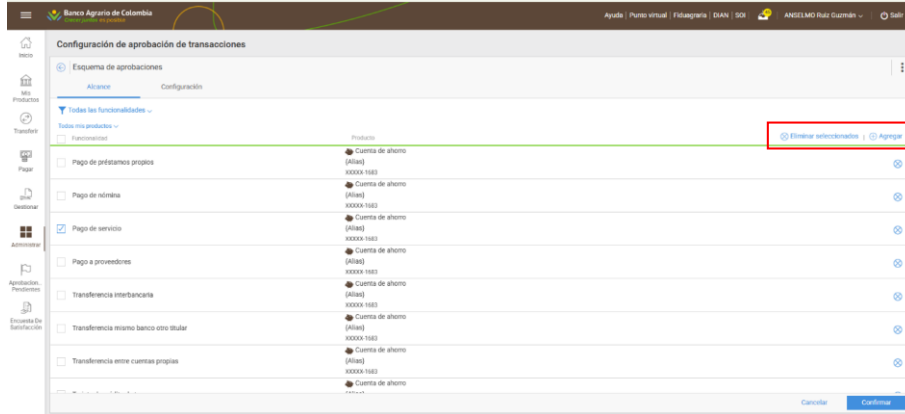 Banco Agrario de Colombia
Ayuda | Punto virtual | Fiduagraria | DIAN | SOI
ANSELMO Ruiz Guzmán
Salir
Configuración de aprobación de transacciones
Inicio
Esquema de aprobaciones
Mis Productos
Alcance
Configuración
Todas las funcionalidades
Todos mis productos
Transferir
Funcionalidad
Producto
Eliminar seleccionados | Agregar
Pagar
Pago de préstamos propios
Cuenta de ahorro
(Alias)
XXXXX-1683
Gestionar
Pago de nómina
Cuenta de ahorro
(Alias)
XXXXX-1683
Administrar
Pago de servicio
Cuenta de ahorro
(Alias)
XXXXX-1683
Aprobacion... Pendientes
Pago a proveedores
Cuenta de ahorro
(Alias)
XXXXX-1683
Encuesta De Satisfacción
Transferencia interbancaria
Cuenta de ahorro
(Alias)
XXXXX-1683
Transferencia mismo banco otro titular
Cuenta de ahorro
(Alias)
XXXXX-1683
Transferencia entre cuentas propias
Cuenta de ahorro
(Alias)
XXXXX-1683
Cuenta de ahorro
Cancelar
Confirmar